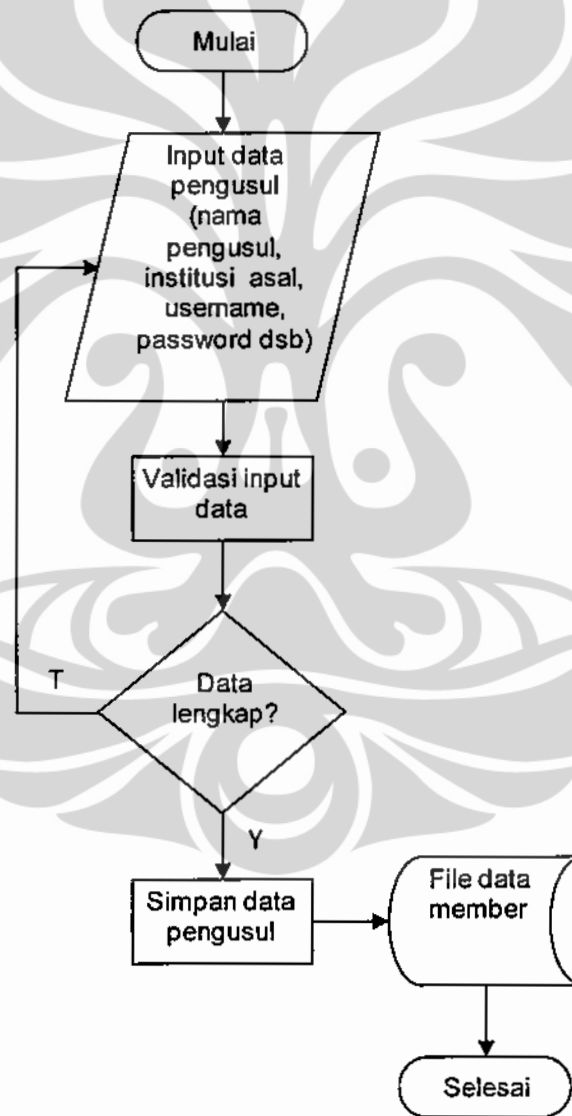 Mulai
Input data
pengusul
(nama
pengusul,
institusi asal,
username,
password dsb)
Validasi input
data
T
Data
lengkap?
Y
Simpan data
pengusul
File data
member
Selesai